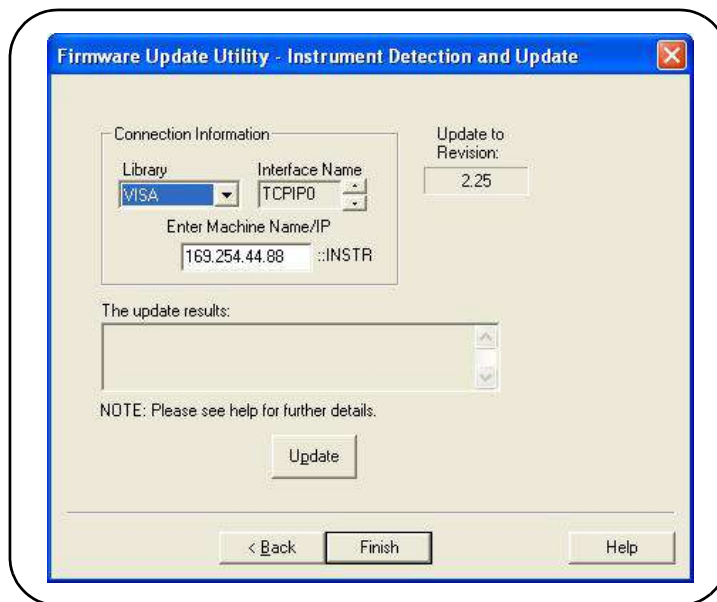 Firmware Update Utility - Instrument Detection and Update
Connection Information
Library
Interface Name
VISA
TCPIP0
Enter Machine Name/IP
169.254.44.88 ::INSTR
Update to
Revision:
2.25
The update results:
NOTE: Please see help for further details.
Update
< Back
Finish
Help